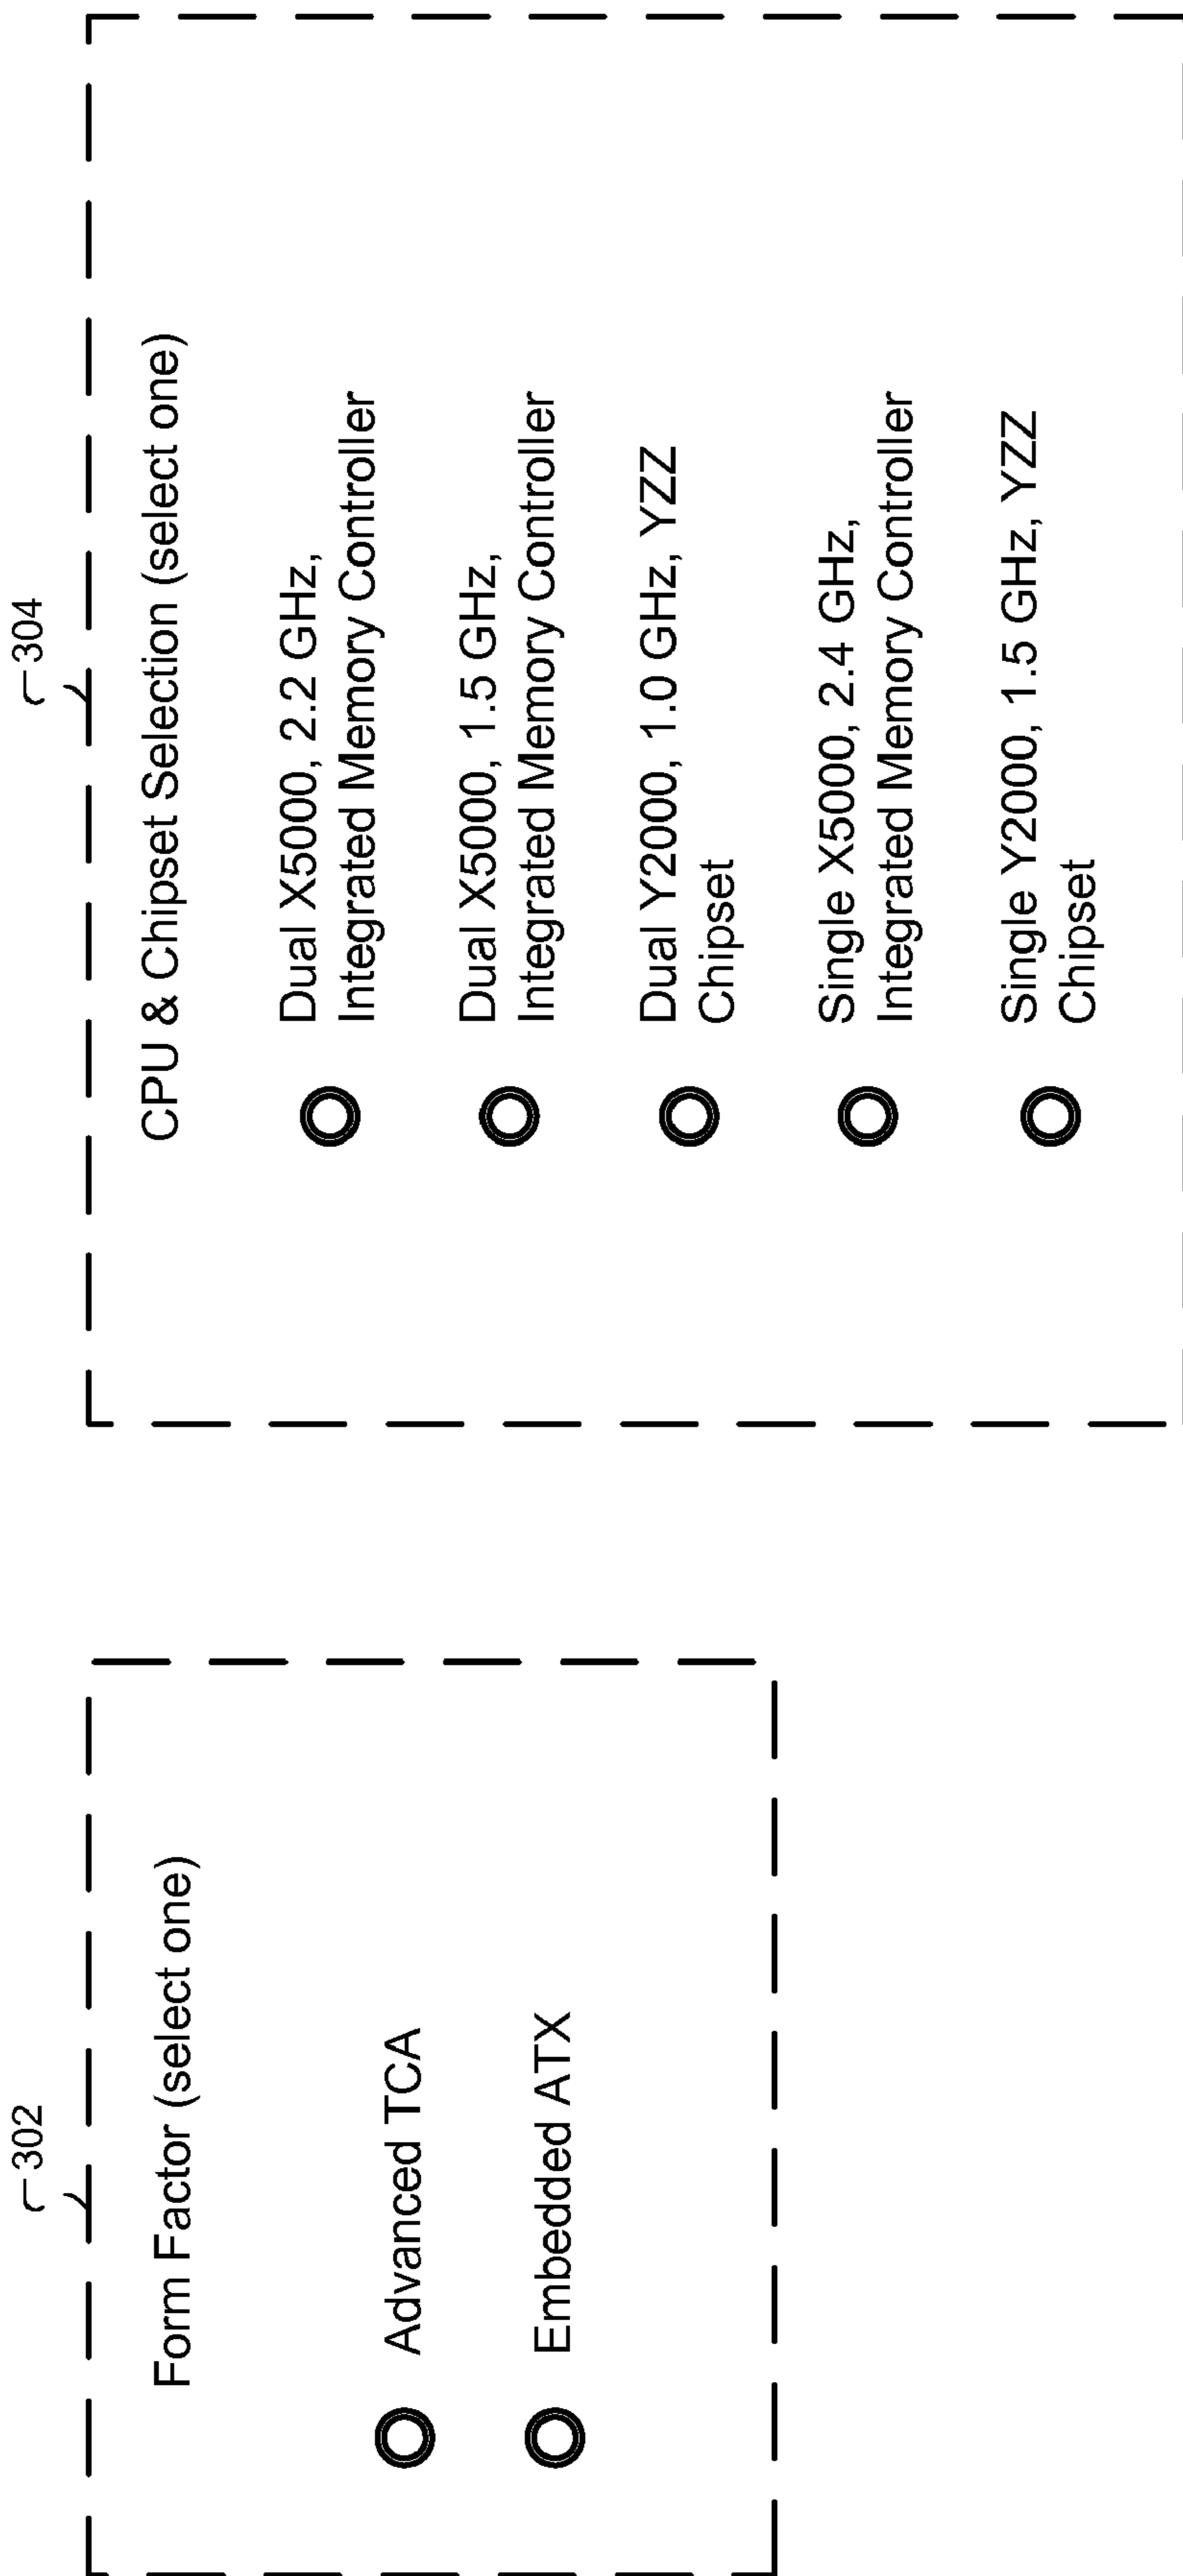 302
Form Factor (select one)
Advanced TCA
Embedded ATX
304
CPU & Chipset Selection (select one)
Dual X5000, 2.2 GHz,
Integrated Memory Controller
Dual X5000, 1.5 GHz,
Integrated Memory Controller
Dual Y2000, 1.0 GHz, YZZ
Chipset
Single X5000, 2.4 GHz,
Integrated Memory Controller
Single Y2000, 1.5 GHz, YZZ
Chipset